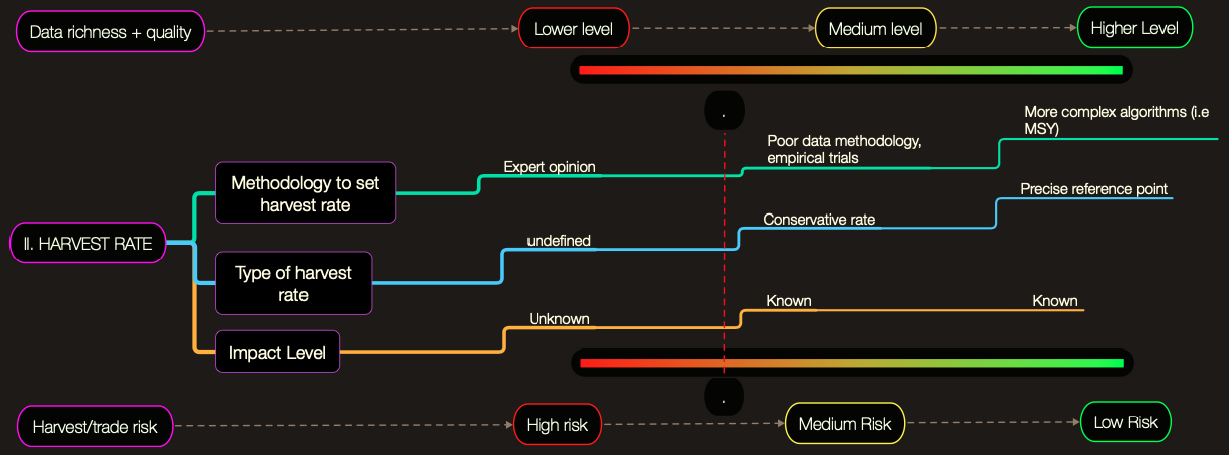 Data richness + quality
Lower level
Medium level
Higher Level
.
More complex algorithms (i.e
MSY)
Poor data methodology,
empirical trials
Expert opinion
Methodology to set
harvest rate
Precise reference point
Conservative rate
undefined
II. HARVEST RATE
Type of harvest
rate
Known
Known
Unknown
Impact Level
.
Harvest/trade risk
High risk
Medium Risk
Low Risk